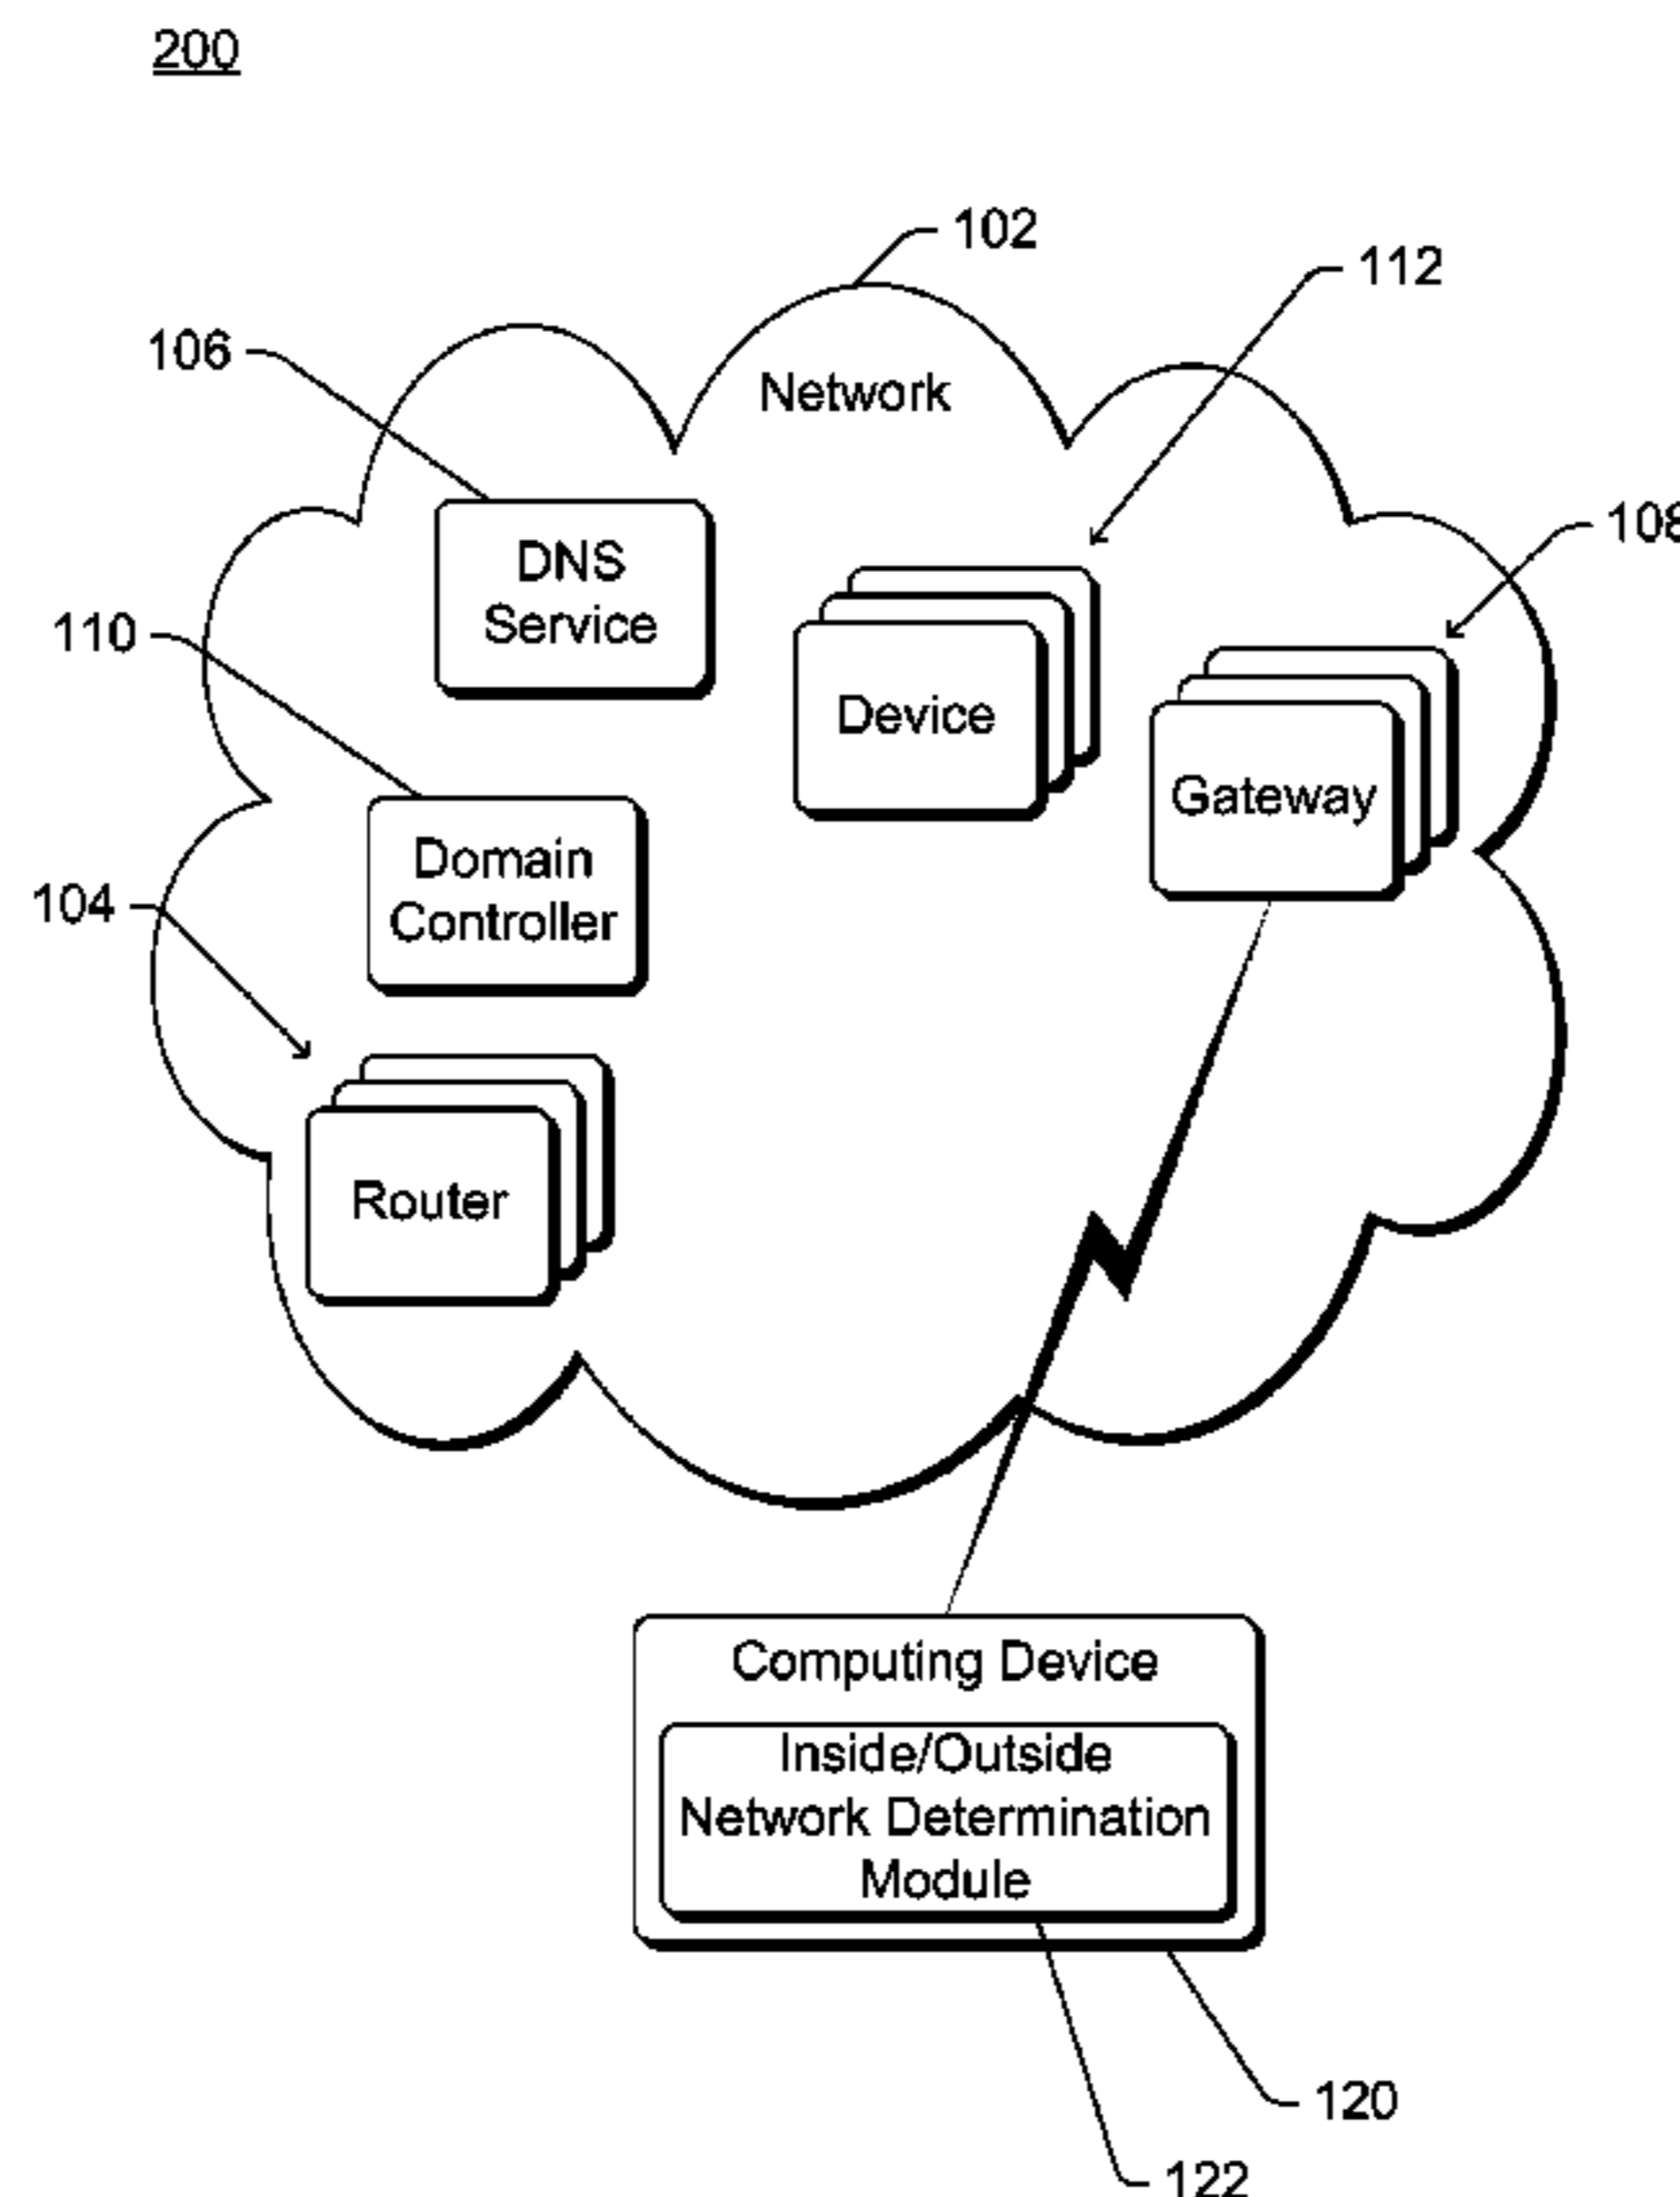 200
102
112
106
Network
108
DNS
Service
110
Device
Gateway
Domain
Controller
104
Router
Computing Device
Inside/Outside
Network Determination
Module
120
122